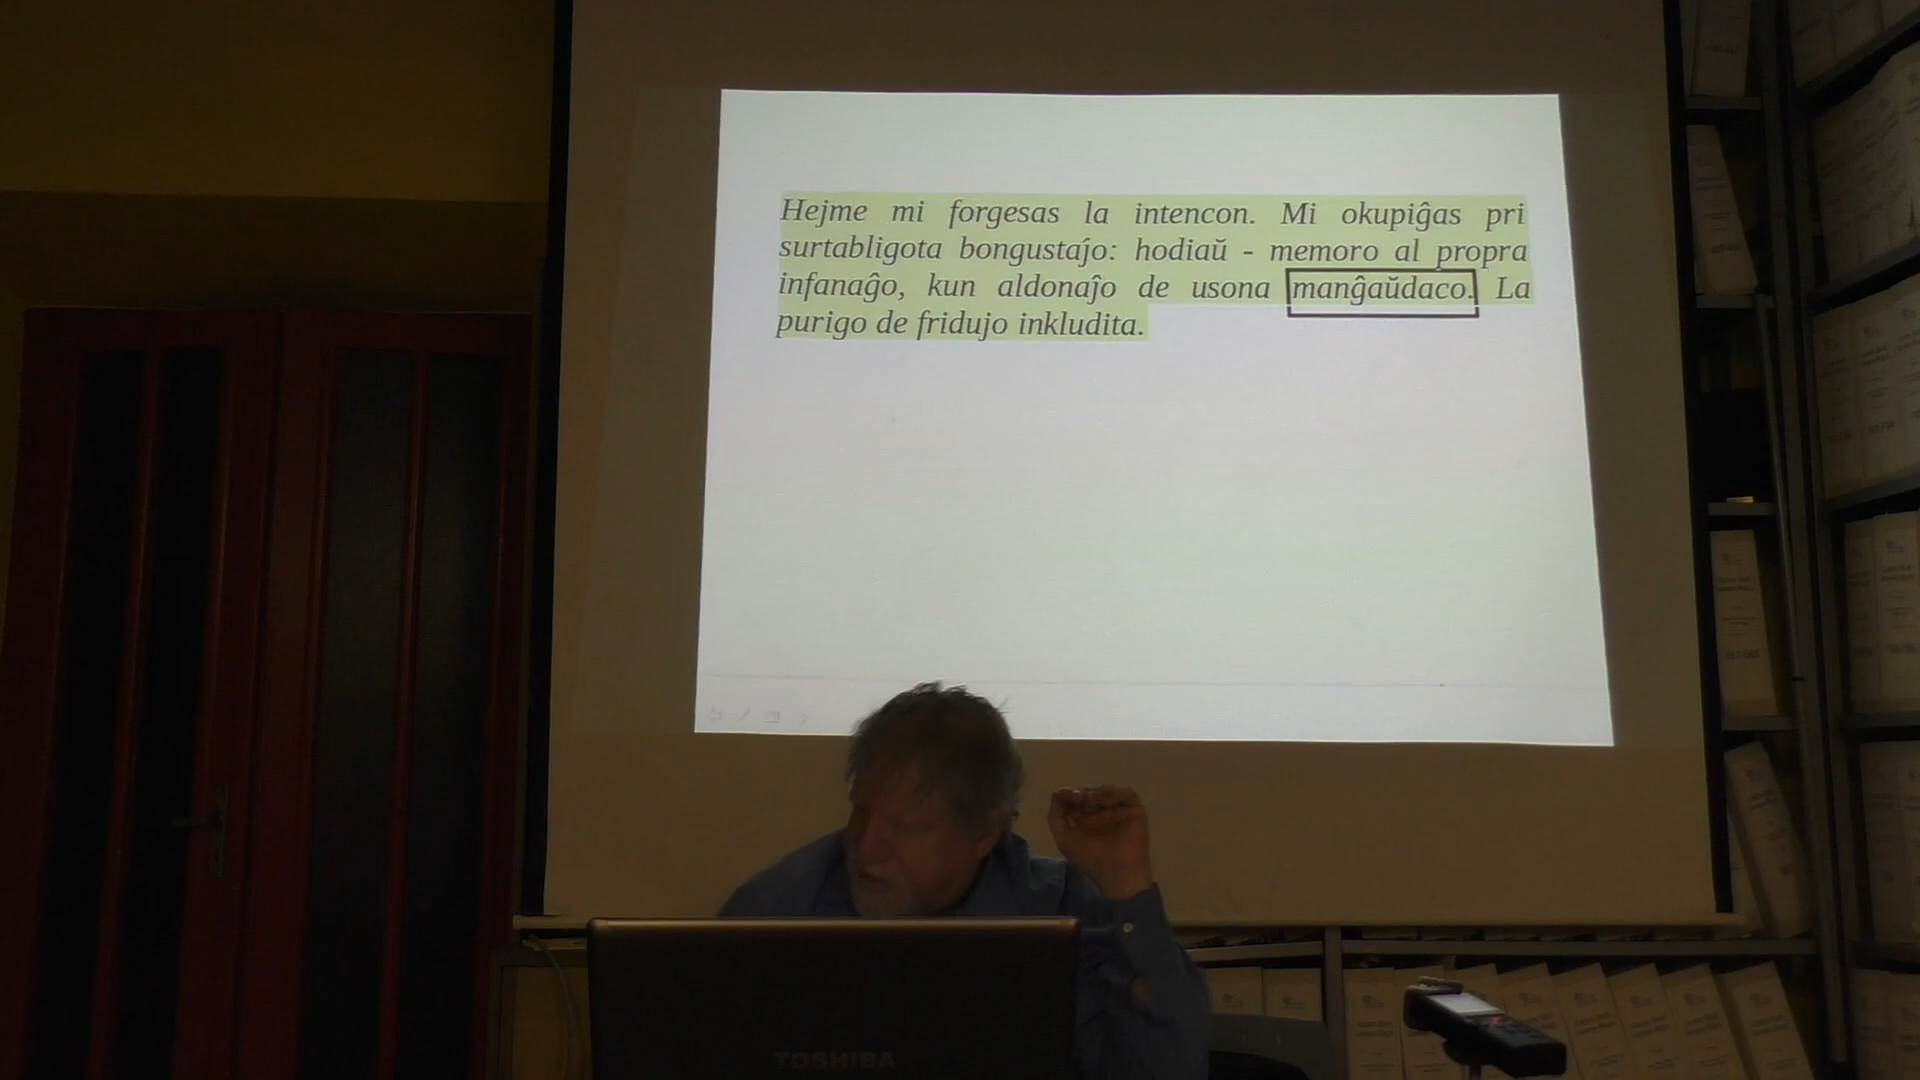 Hejme mi forgesas la intencon. Mi okupiĝas pri
surtabligota bongustaĵo: hodiaŭ - memoro al propra
infanaĝo, kun aldonaĵo de usona manĝaŭdaco. La
purigo de fridujo inkludita.
TOSHIBA